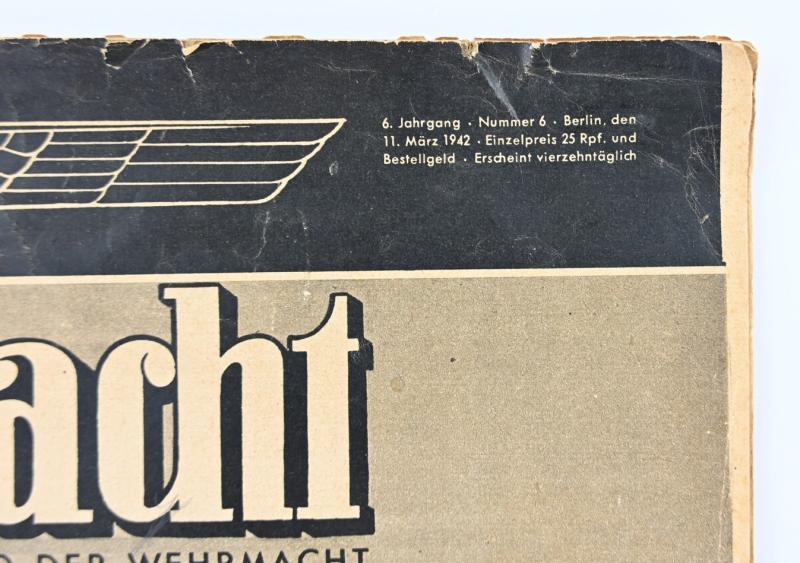 6. Jahrgang · Nummer 6 · Berlin, den
11. März 1942 · Einzelpreis 25 Rpf. und
Bestellgeld · Erscheint vierzehntäglich
acht
DER WEHRMACHT